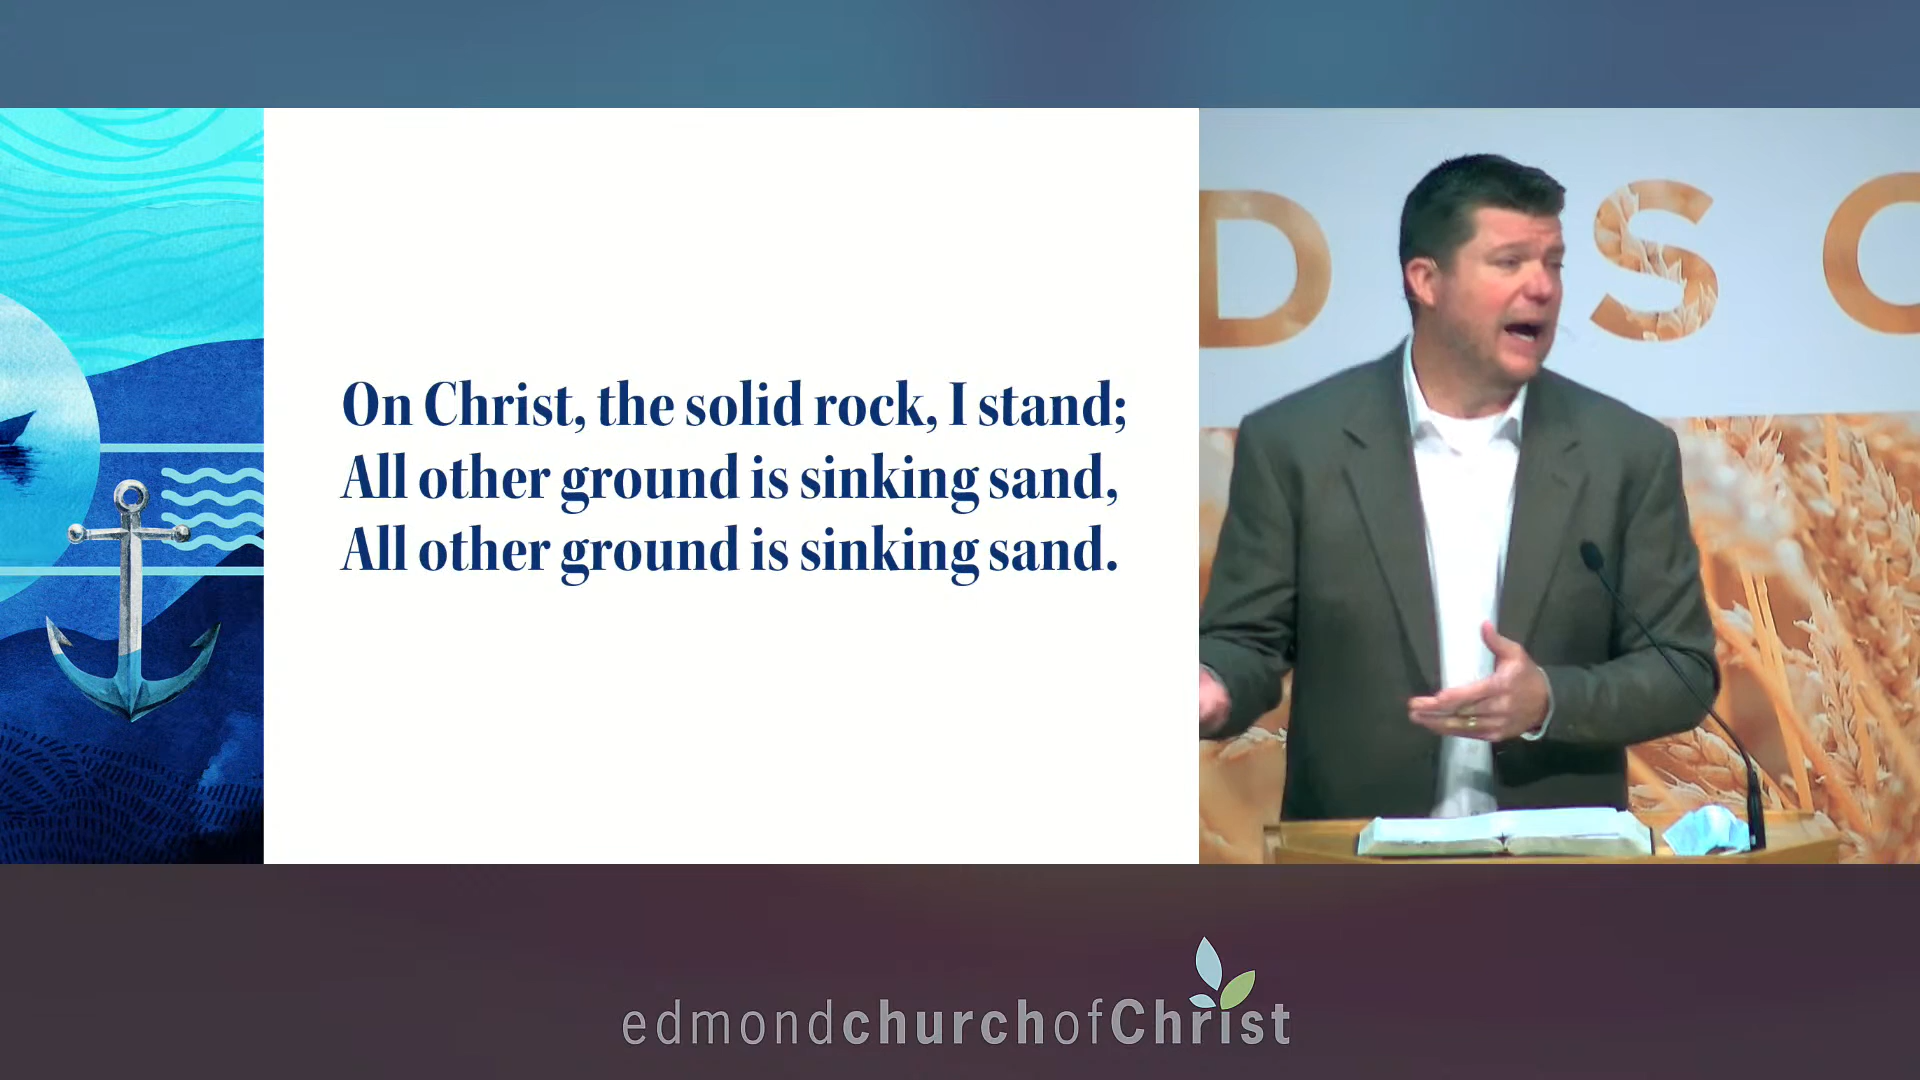 On Christ, the solid rock, I stand;
All other ground is sinking sand,
All other ground is sinking sand.
D S
edmondchurchofChrist